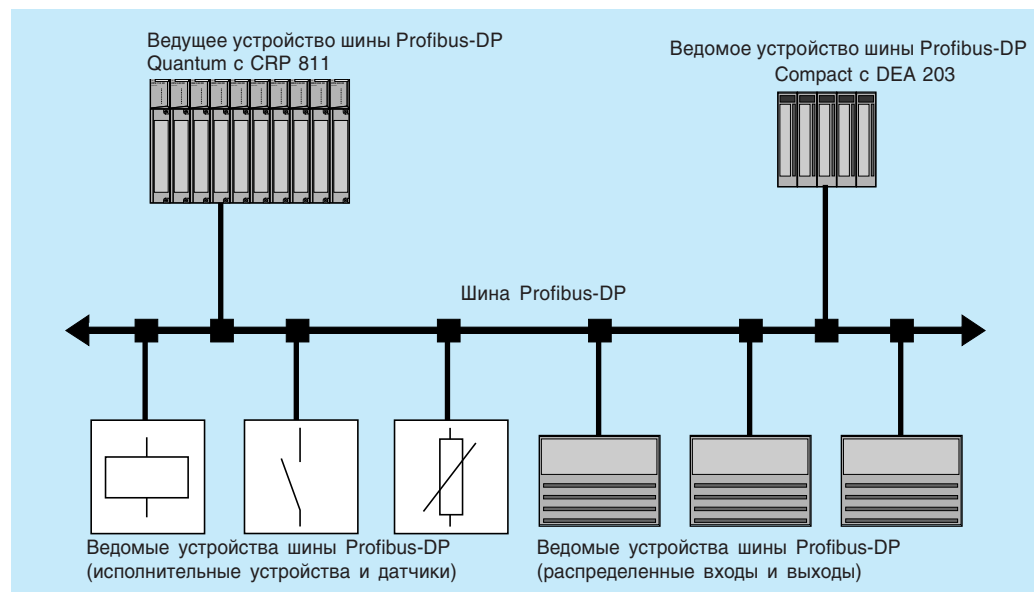 Ведущее устройство шины Profibus-DP
Quantum с CRP 811
Ведомое устройство шины Profibus-DP
Compact с DEA 203
Шина Profibus-DP
Ведомые устройства шины Profibus-DP
(исполнительные устройства и датчики)
Ведомые устройства шины Profibus-DP
(распределенные входы и выходы)